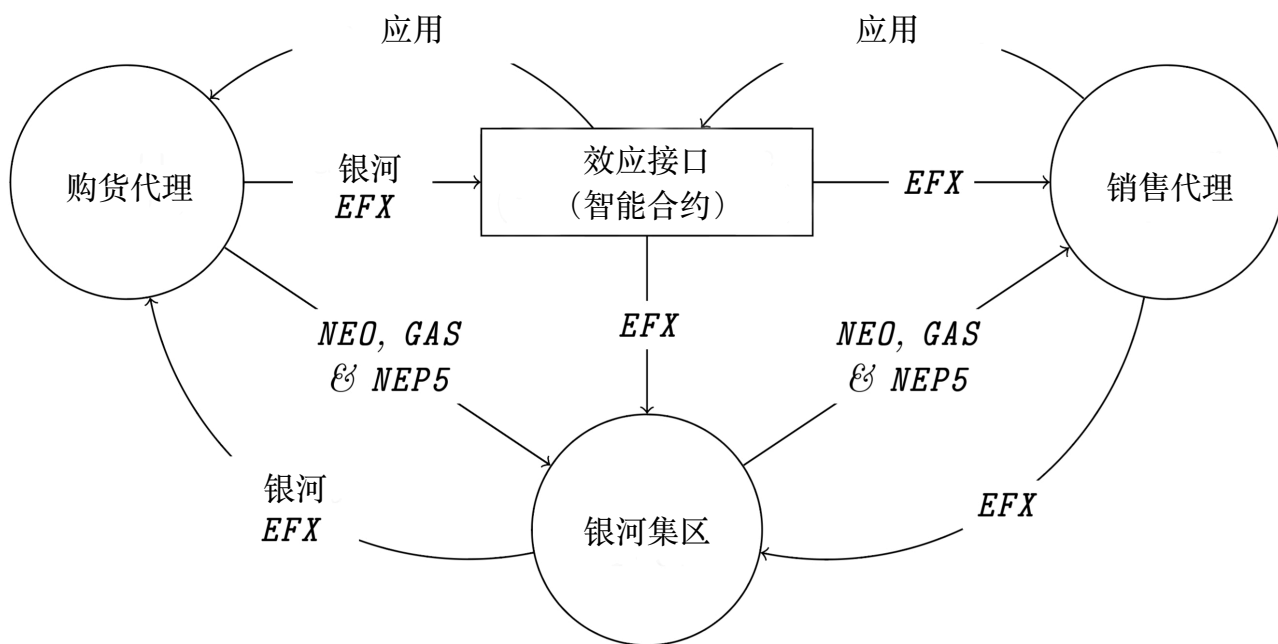 应用
应用
购货代理
银河
EFX
效应接口
（智能合约）
EFX
销售代理
NEO, GAS
& NEP5
EFX
NEO, GAS
& NEP5
银河
EFX
银河集区
EFX